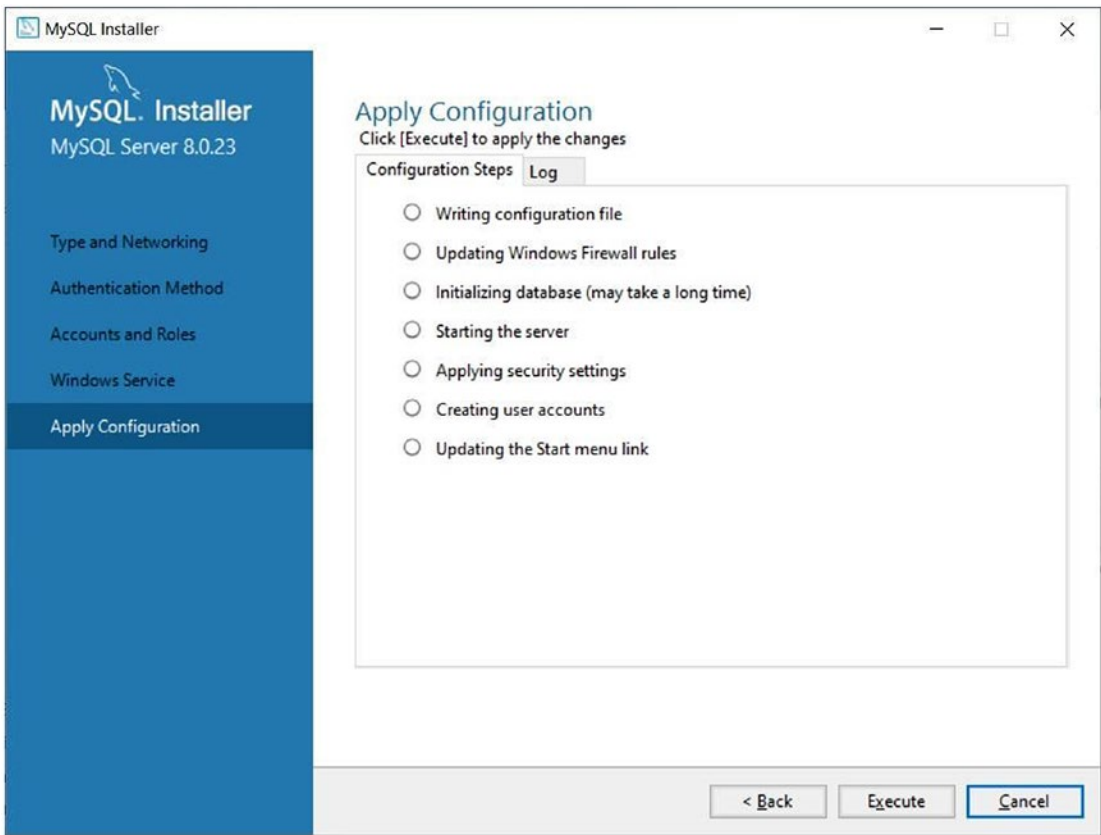 MySQL Installer
MySQL. Installer
MySQL Server 8.0.23
Type and Networking
Authentication Method
Accounts and Roles
Windows Service
Apply Configuration
Apply Configuration
Click [Execute] to apply the changes
Configuration Steps Log
Writing configuration file
Updating Windows Firewall rules
Initializing database (may take a long time)
Starting the server
Applying security settings
Creating user accounts
Updating the Start menu link
< Back Execute Cancel